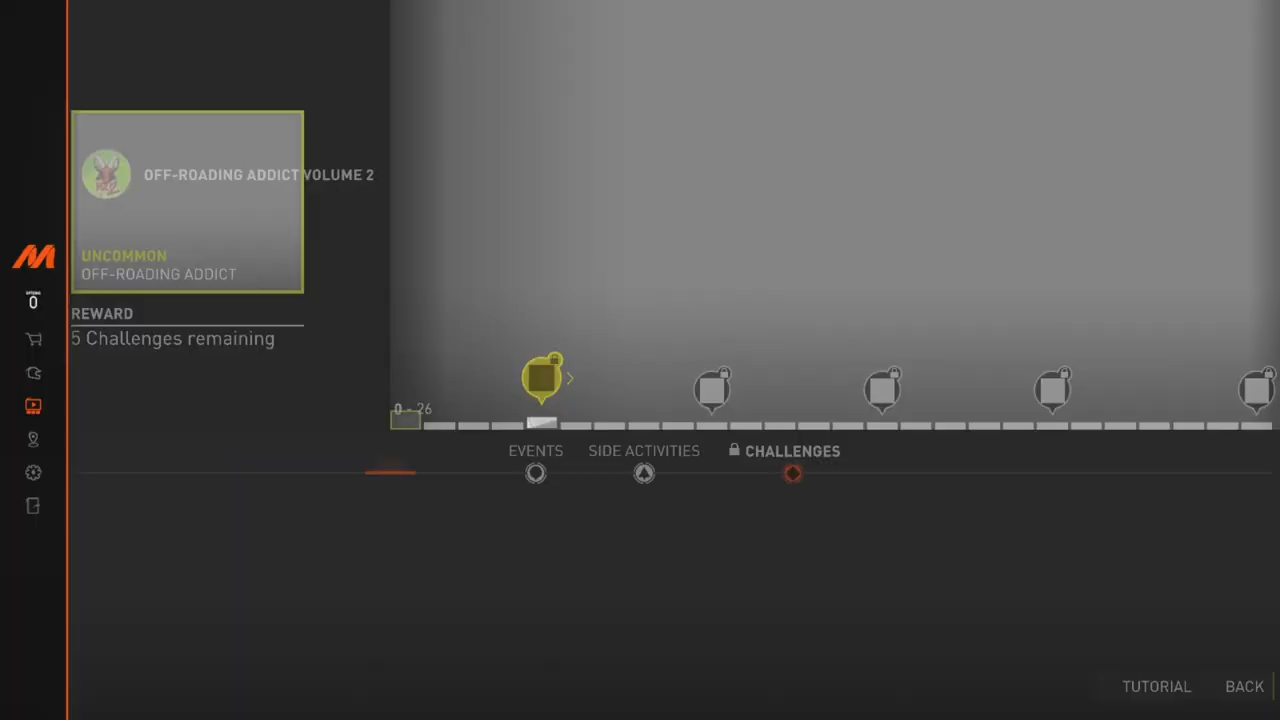 OFF-ROADING ADDICT VOLUME 2
UNCOMMON
OFF-ROADING ADDICT
0
REWARD
5 Challenges remaining
0 - 26
EVENTS
SIDE ACTIVITIES
CHALLENGES
TUTORIAL
BACK